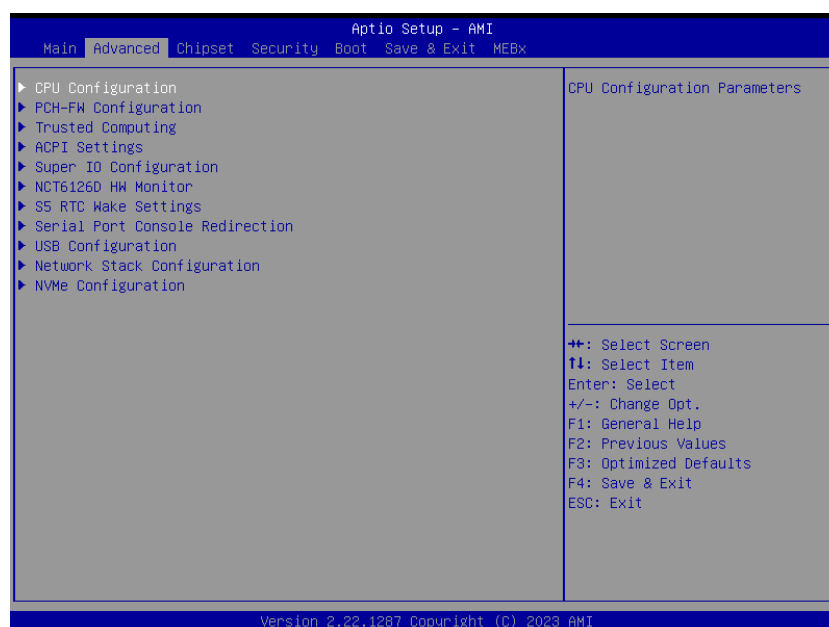 Aptio Setup – AMI
Main Advanced Chipset Security Boot Save & Exit MEBx
CPU Configuration
PCH-FW Configuration
Trusted Computing
ACPI Settings
Super IO Configuration
NCT6126D HW Monitor
S5 RTC Wake Settings
Serial Port Console Redirection
USB Configuration
Network Stack Configuration
NVMe Configuration
CPU Configuration Parameters
→←: Select Screen
↑↓: Select Item
Enter: Select
+/-: Change Opt.
F1: General Help
F2: Previous Values
F3: Optimized Defaults
F4: Save & Exit
ESC: Exit
Version 2.22.1287 Copyright (C) 2023 AMI